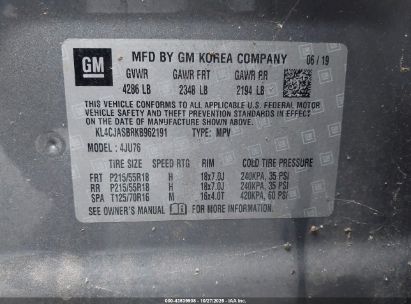 GM
MFD BY GM KOREA COMPANY 06 / 19
GVWR GAWR FRT GAWR RR
4286 LB 2348 LB 2194 LB
THIS VEHICLE CONFORMS TO ALL APPLICABLE U.S. FEDERAL MOTOR
VEHICLE SAFETY AND THEFT PREVENTION STANDARDS IN EFFECT ON THE
DATE OF MANUFACTURE SHOWN ABOVE.
KL4CJASBRKB962191 TYPE: MPV
MODEL: 4JU76
TIRE SIZE SPEED RTG RIM COLD TIRE PRESSURE
FRT P215/55R18 H 18x7.0J 240KPA, 35 PSI
RR P215/55R18 H 18x7.0J 240KPA, 35 PSI
SPA T125/70R16 M 16x4.0T 420KPA, 60 PSI
SEE OWNER'S MANUAL FOR MORE INFORMATION